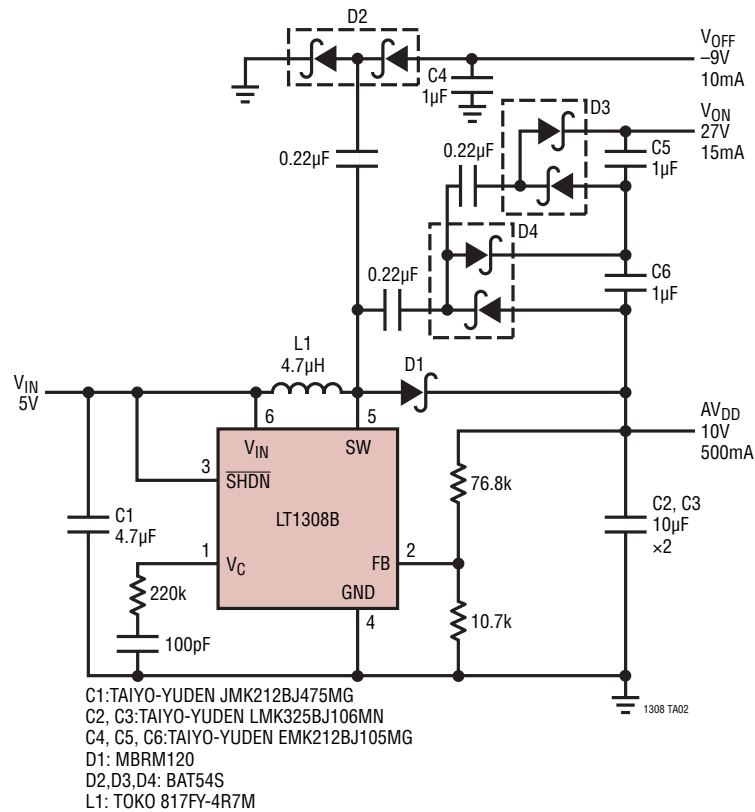 D2
VOFF
–9V
10mA
C4
1µF
D3
VON
27V
15mA
0.22µF
0.22µF
C5
1µF
D4
0.22µF
C6
1µF
L1
4.7µH
D1
VIN
5V
6
5
AVDD
10V
500mA
VIN
SW
3
SHDN
76.8k
LT1308B
C1
4.7µF
C2, C3
10µF
×2
1
VC
FB
2
220k
GND
10.7k
4
100pF
C1:TAIYO-YUDEN JMK212BJ475MG
C2, C3:TAIYO-YUDEN LMK325BJ106MN
C4, C5, C6:TAIYO-YUDEN EMK212BJ105MG
D1: MBRM120
D2,D3,D4: BAT54S
L1: TOKO 817FY-4R7M
1308 TA02